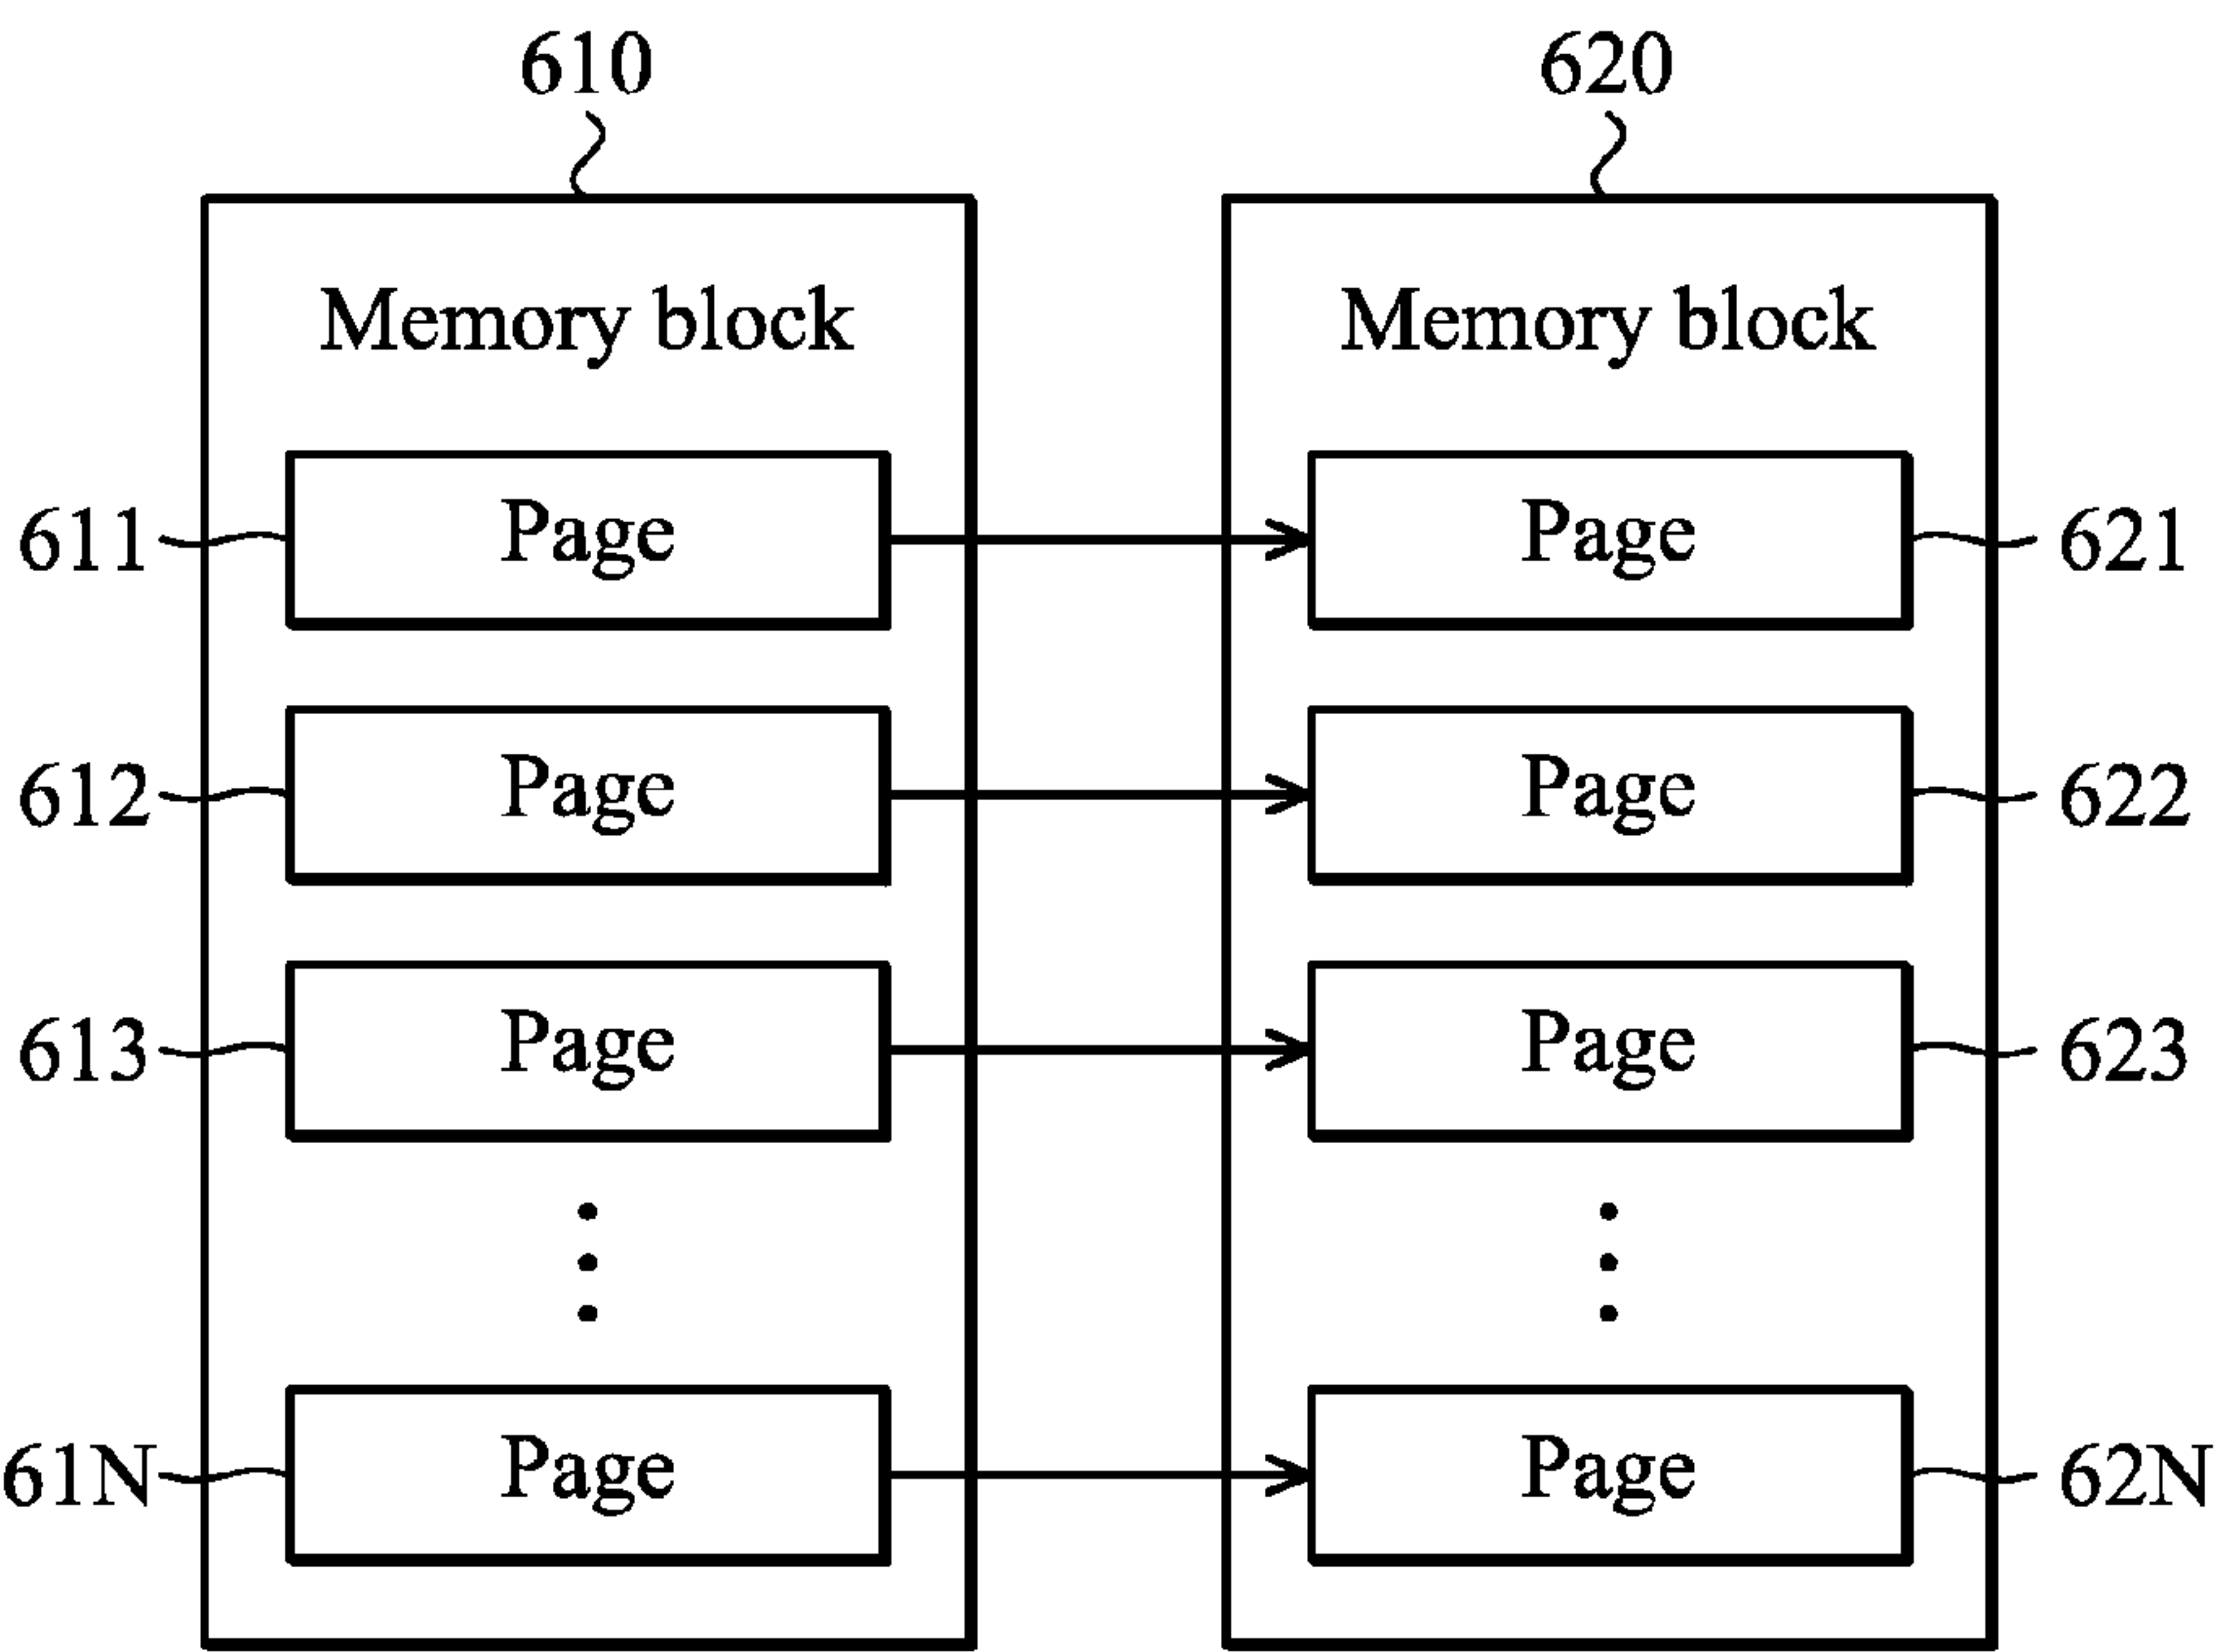 610 620
Memory block Memory block
611 Page Page 621
612 Page Page 622
613 Page Page 623
61N Page Page 62N